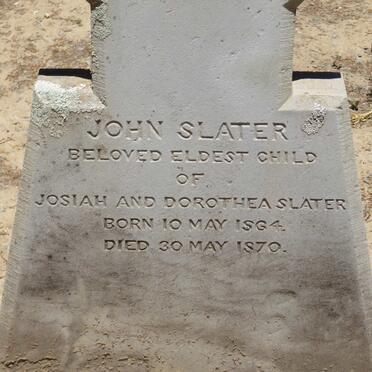 JOHN SLATER
BELOVED ELDEST CHILD
OF
JOSIAH AND DOROTHEA SLATER
BORN 10 MAY 1864.
DIED 30 MAY 1870.